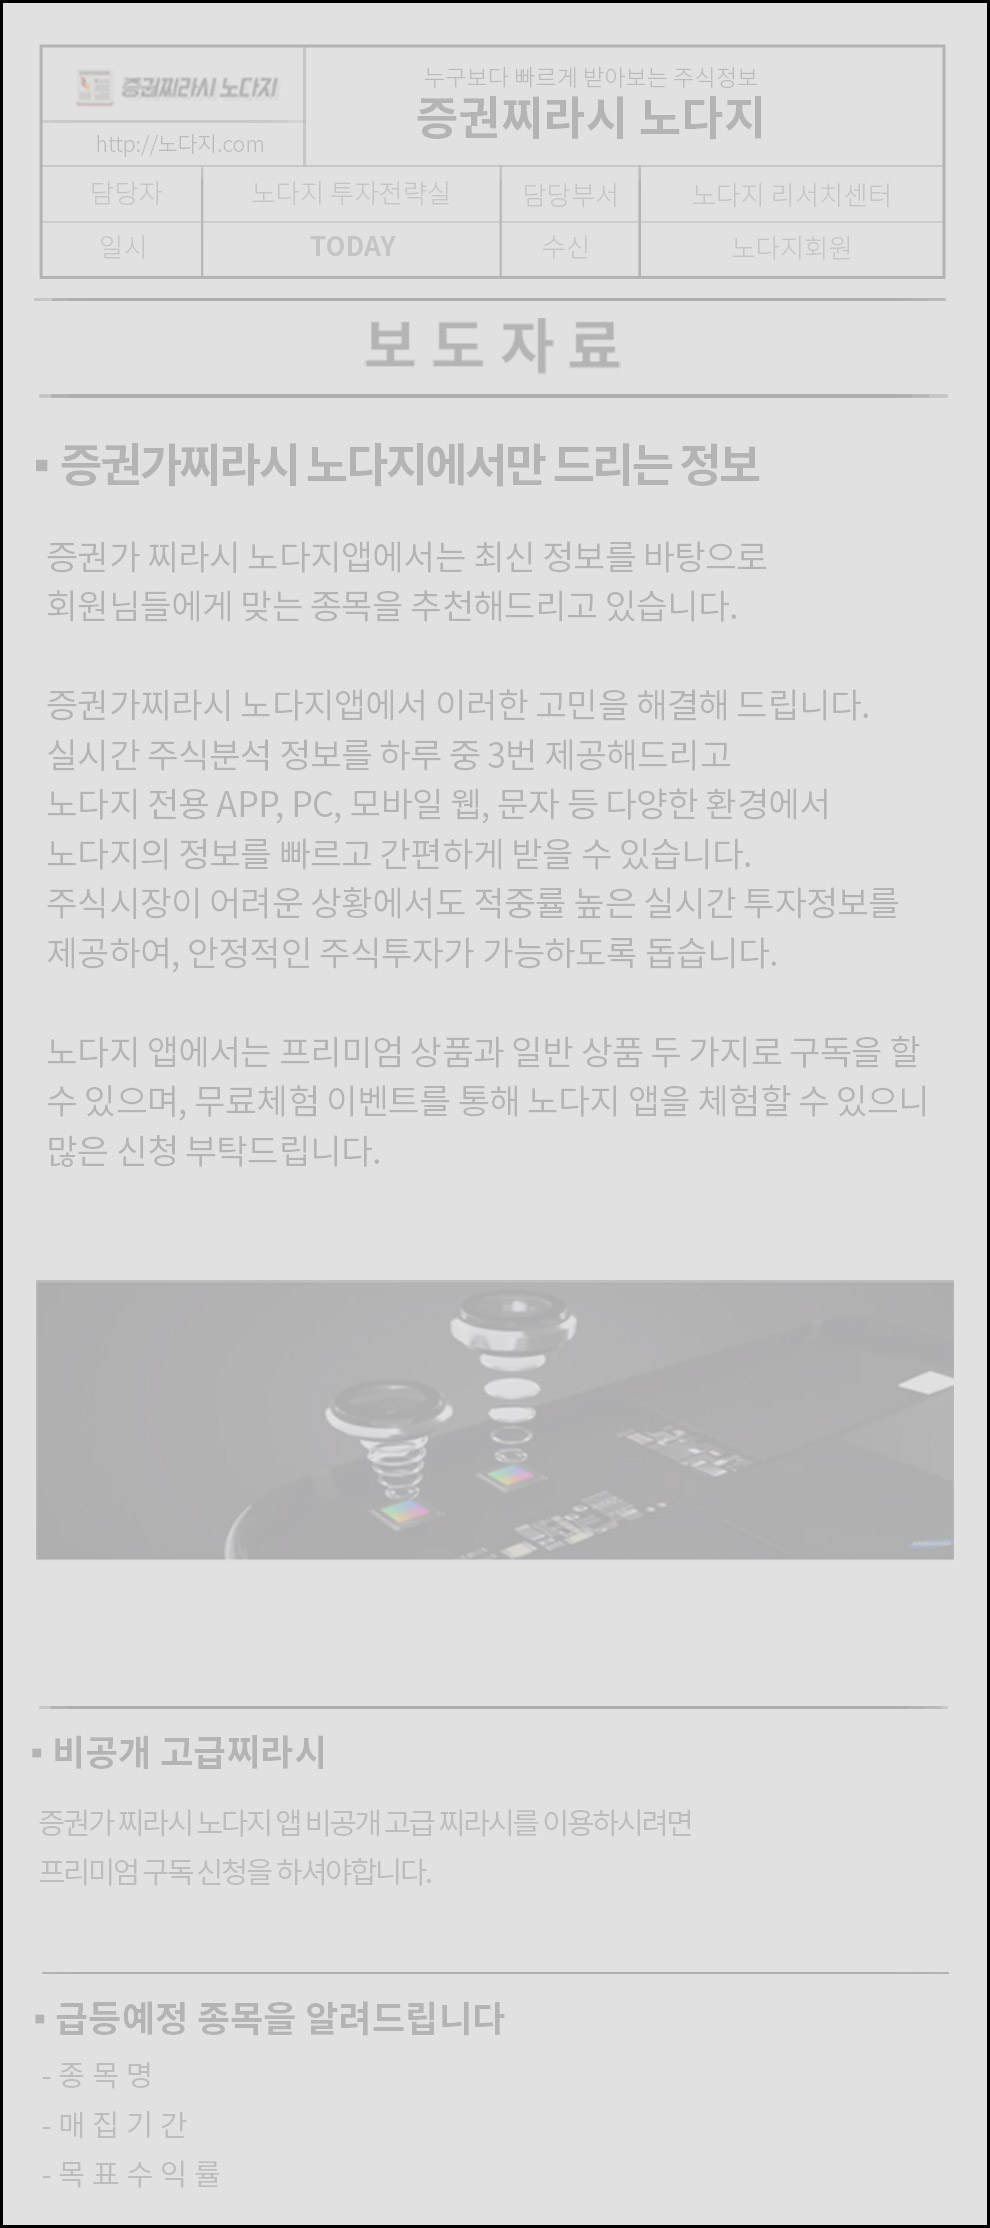 증권찌라시 노다지
http://노다지.com
누구보다 빠르게 받아보는 주식정보
증권찌라시 노다지
담당자 노다지 투자전략실 담당부서 노다지 리서치센터
일시 TODAY 수신 노다지회원
보도자료
▪ 증권가찌라시 노다지에서만 드리는 정보
증권가 찌라시 노다지앱에서는 최신 정보를 바탕으로
회원님들에게 맞는 종목을 추천해드리고 있습니다.
증권가찌라시 노다지앱에서 이러한 고민을 해결해 드립니다.
실시간 주식분석 정보를 하루 중 3번 제공해드리고
노다지 전용 APP, PC, 모바일 웹, 문자 등 다양한 환경에서
노다지의 정보를 빠르고 간편하게 받을 수 있습니다.
주식시장이 어려운 상황에서도 적중률 높은 실시간 투자정보를
제공하여, 안정적인 주식투자가 가능하도록 돕습니다.
노다지 앱에서는 프리미엄 상품과 일반 상품 두 가지로 구독을 할
수 있으며, 무료체험 이벤트를 통해 노다지 앱을 체험할 수 있으니
많은 신청 부탁드립니다.
▪ 비공개 고급찌라시
증권가 찌라시 노다지 앱 비공개 고급 찌라시를 이용하시려면
프리미엄 구독 신청을 하셔야합니다.
▪ 급등예정 종목을 알려드립니다
- 종 목 명
- 매 집 기 간
- 목 표 수 익 률